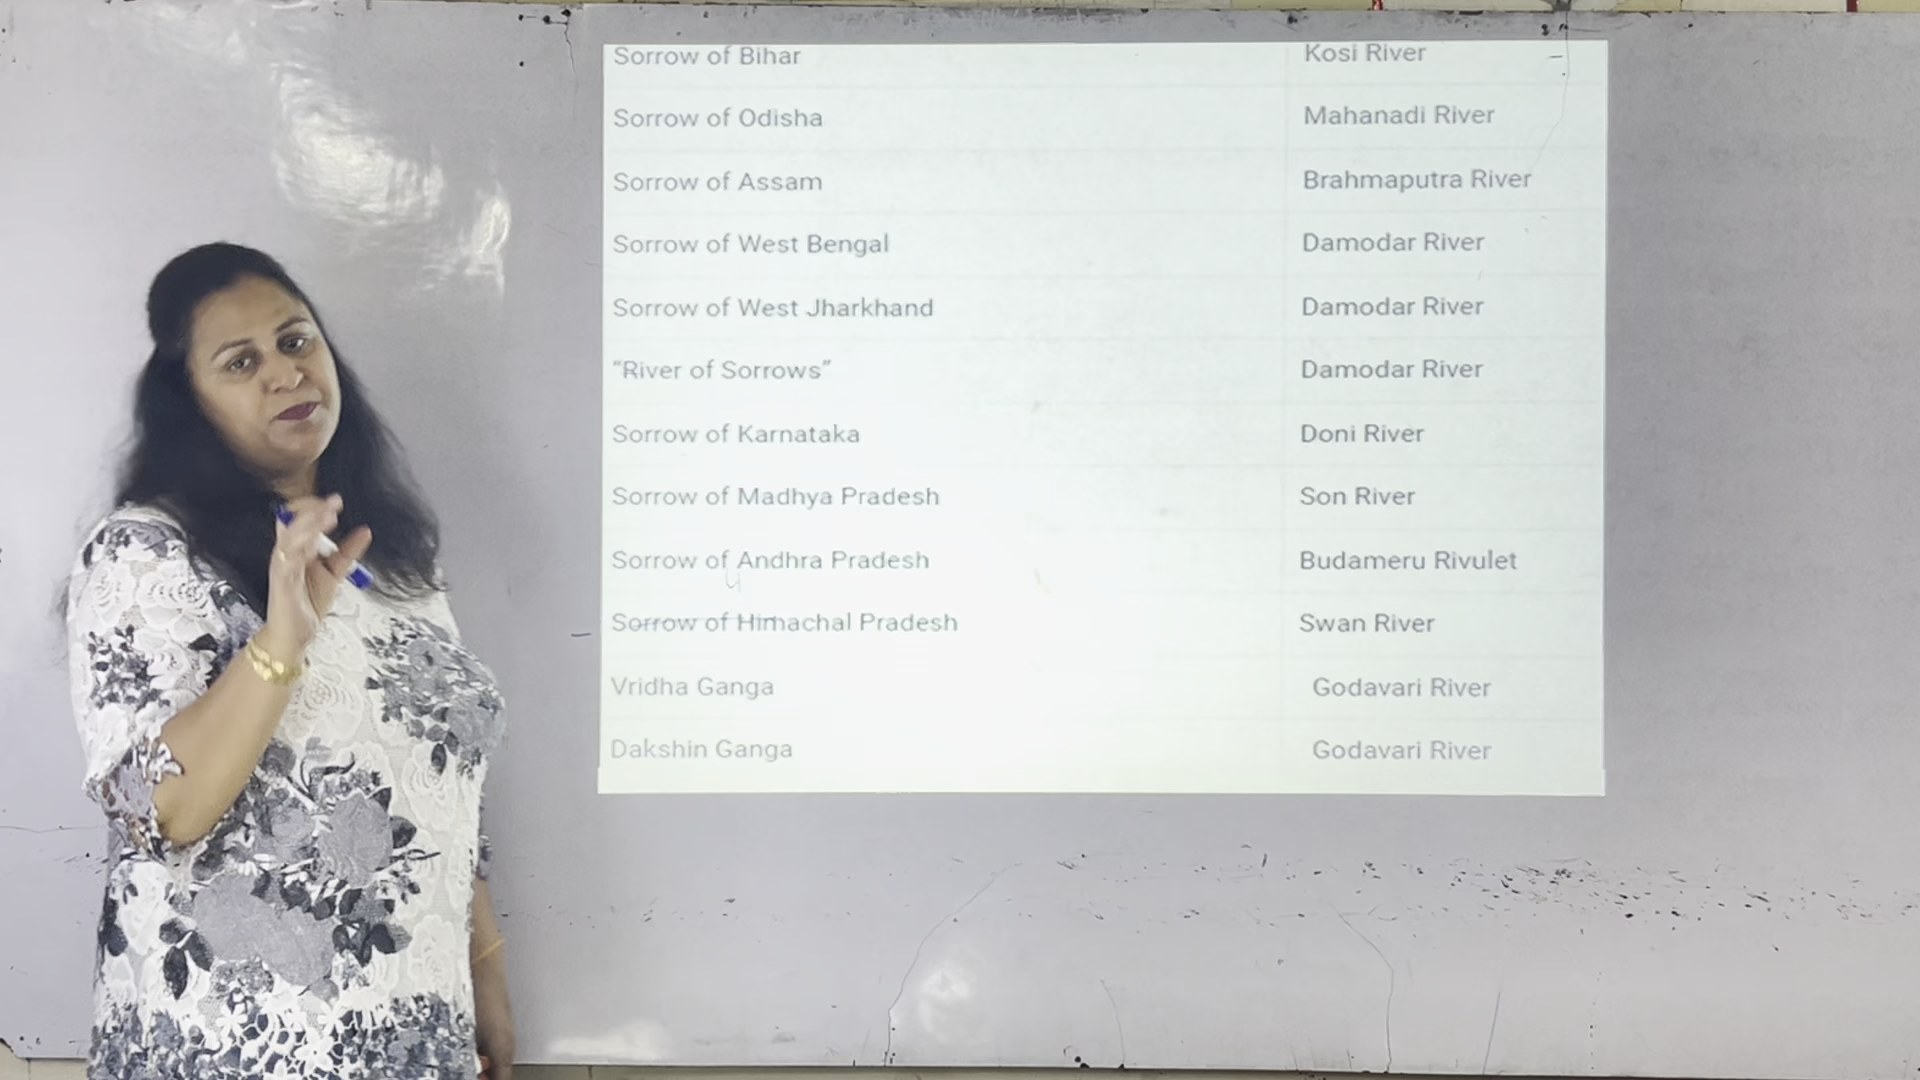 Sorrow of Bihar Kosi River
Sorrow of Odisha Mahanadi River
Sorrow of Assam Brahmaputra River
Sorrow of West Bengal Damodar River
Sorrow of West Jharkhand Damodar River
“River of Sorrows” Damodar River
Sorrow of Karnataka Doni River
Sorrow of Madhya Pradesh Son River
Sorrow of Andhra Pradesh Budameru Rivulet
Sorrow of Himachal Pradesh Swan River
Vridha Ganga Godavari River
Dakshin Ganga Godavari River